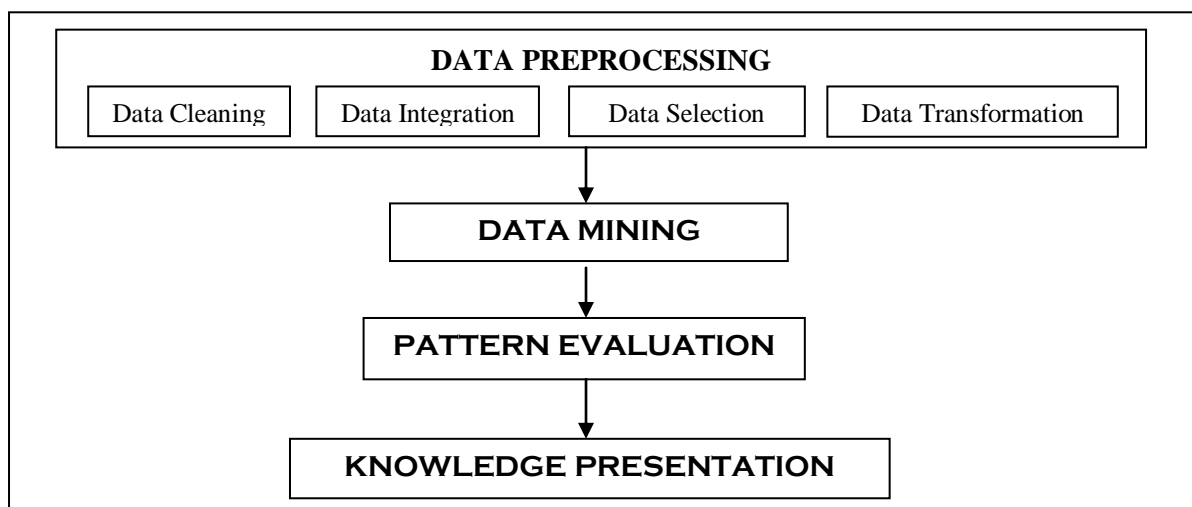 DATA PREPROCESSING
Data Cleaning Data Integration Data Selection Data Transformation
DATA MINING
PATTERN EVALUATION
KNOWLEDGE PRESENTATION